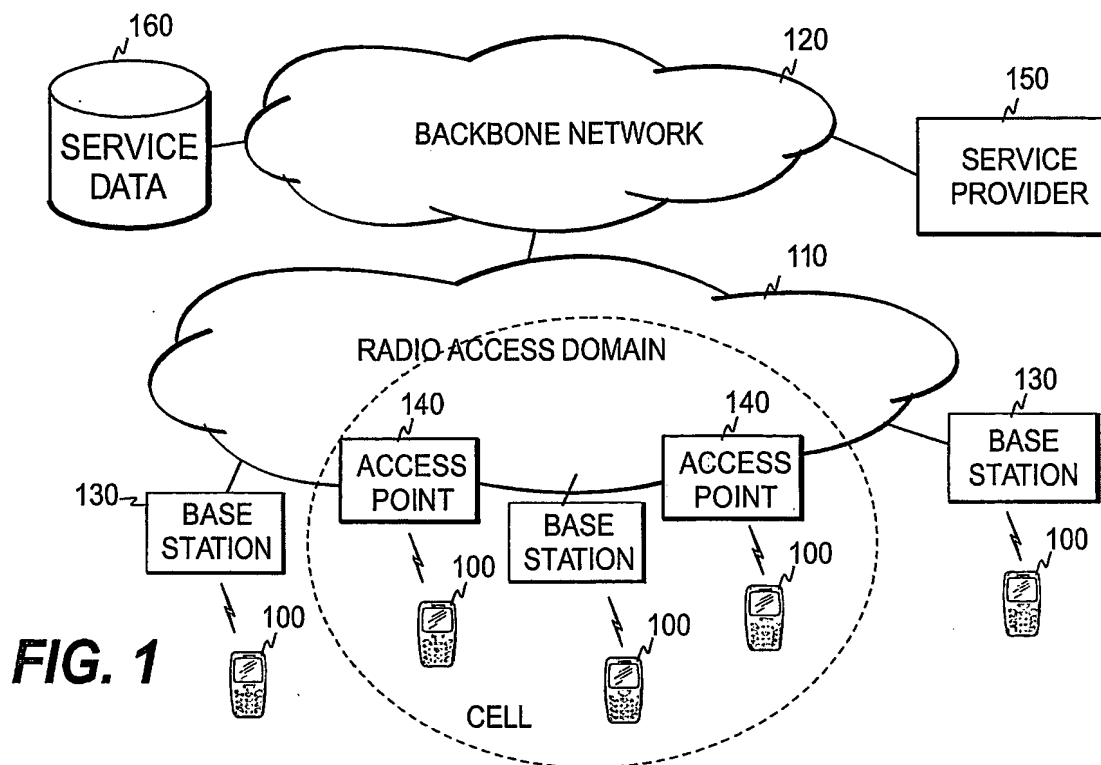 160
120
150
SERVICE
DATA
BACKBONE NETWORK
SERVICE
PROVIDER
110
RADIO ACCESS DOMAIN
140
140
130
ACCESS
POINT
ACCESS
POINT
BASE
STATION
130
BASE
STATION
BASE
STATION
100
100
100
100
100
CELL
FIG. 1